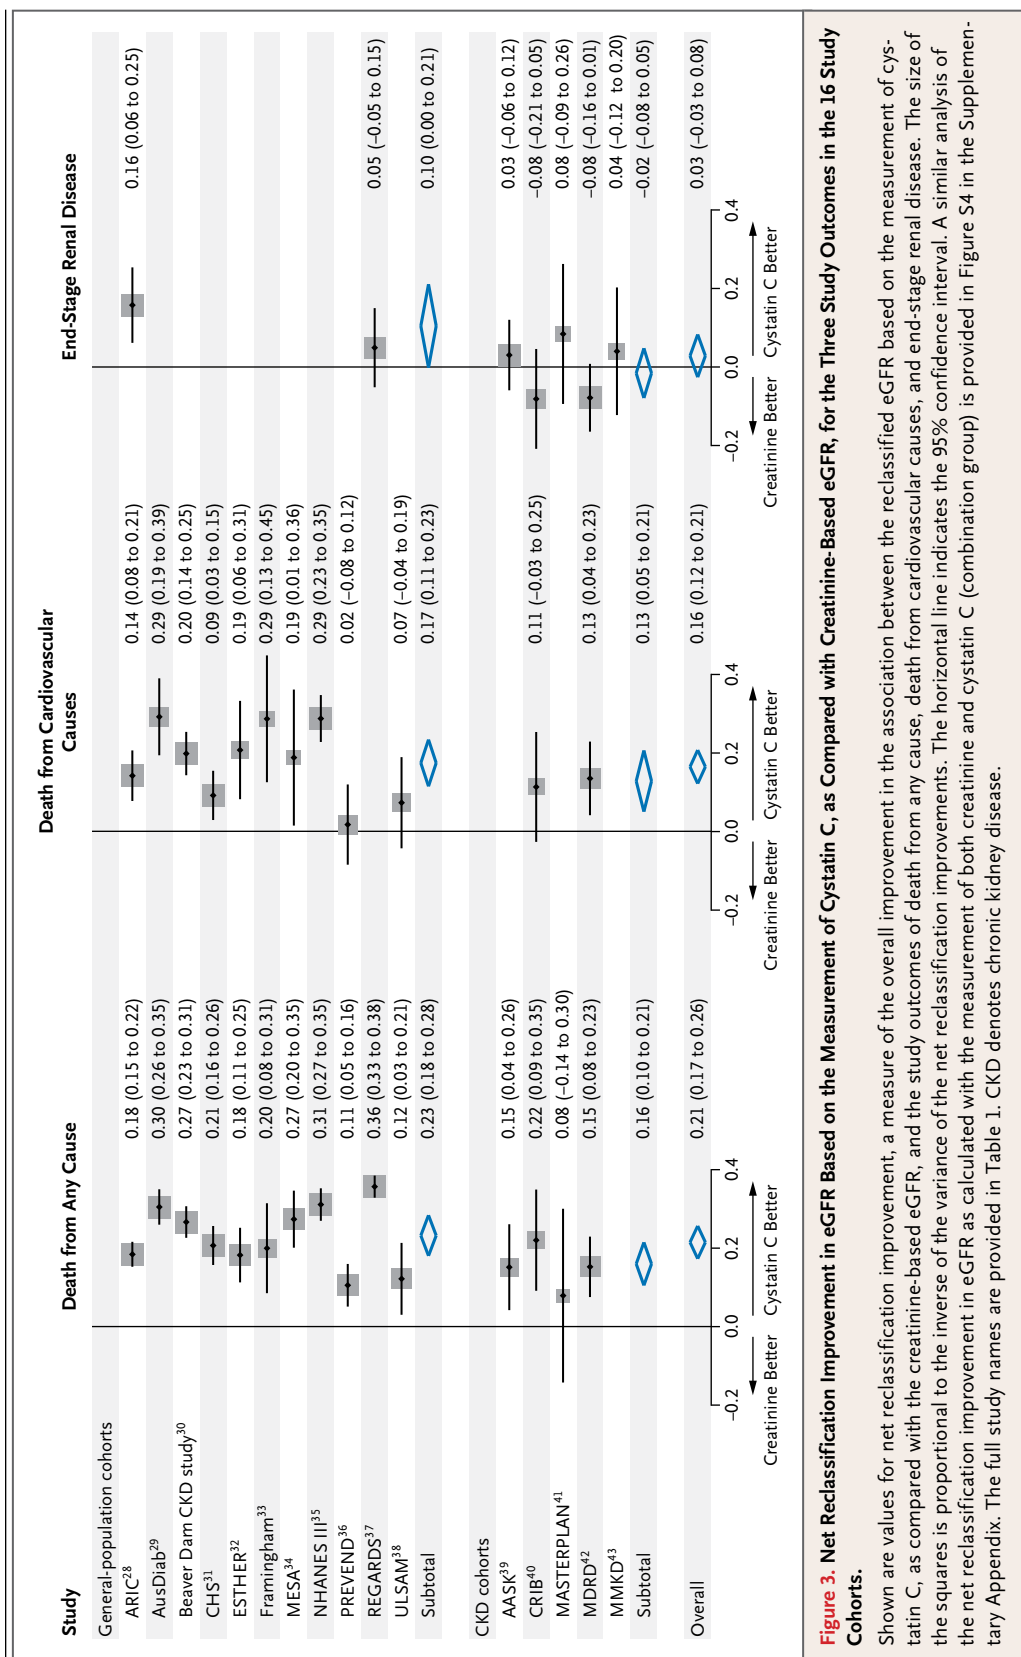 Study Death from Any Cause Death from Cardiovascular Causes End-Stage Renal Disease
General-population cohorts
ARIC28 0.18 (0.15 to 0.22) 0.14 (0.08 to 0.21) 0.16 (0.06 to 0.25)
AusDiab29 0.30 (0.26 to 0.35) 0.29 (0.19 to 0.39)
Beaver Dam CKD study30 0.27 (0.23 to 0.31) 0.20 (0.14 to 0.25)
CHS31 0.21 (0.16 to 0.26) 0.09 (0.03 to 0.15)
ESTHER32 0.18 (0.11 to 0.25) 0.19 (0.06 to 0.31)
Framingham33 0.20 (0.08 to 0.31) 0.29 (0.13 to 0.45)
MESA34 0.27 (0.20 to 0.35) 0.19 (0.01 to 0.36)
NHANES III35 0.31 (0.27 to 0.35) 0.29 (0.23 to 0.35)
PREVEND36 0.11 (0.05 to 0.16) 0.02 (−0.08 to 0.12)
REGARDS37 0.36 (0.33 to 0.38) 0.05 (−0.05 to 0.15)
ULSAM38 0.12 (0.03 to 0.21) 0.07 (−0.04 to 0.19)
Subtotal 0.23 (0.18 to 0.28) 0.17 (0.11 to 0.23) 0.10 (0.00 to 0.21)
CKD cohorts
AASK39 0.15 (0.04 to 0.26) 0.03 (−0.06 to 0.12)
CRIB40 0.22 (0.09 to 0.35) 0.11 (−0.03 to 0.25) −0.08 (−0.21 to 0.05)
MASTERPLAN41 0.08 (−0.14 to 0.30) 0.08 (−0.09 to 0.26)
MDRD42 0.15 (0.08 to 0.23) 0.13 (0.04 to 0.23) −0.08 (−0.16 to 0.01)
MMKD43 0.04 (−0.12 to 0.20)
Subtotal 0.16 (0.10 to 0.21) 0.13 (0.05 to 0.21) −0.02 (−0.08 to 0.05)
Overall 0.21 (0.17 to 0.26) 0.16 (0.12 to 0.21) 0.03 (−0.03 to 0.08)
−0.2 0.0 0.2 0.4 −0.2 0.0 0.2 0.4 −0.2 0.0 0.2 0.4
Creatinine Better Cystatin C Better Creatinine Better Cystatin C Better Creatinine Better Cystatin C Better
Figure 3. Net Reclassification Improvement in eGFR Based on the Measurement of Cystatin C, as Compared with Creatinine-Based eGFR, for the Three Study Outcomes in the 16 Study
Cohorts.
Shown are values for net reclassification improvement, a measure of the overall improvement in the association between the reclassified eGFR based on the measurement of cys-
tatin C, as compared with the creatinine-based eGFR, and the study outcomes of death from any cause, death from cardiovascular causes, and end-stage renal disease. The size of
the squares is proportional to the inverse of the variance of the net reclassification improvements. The horizontal line indicates the 95% confidence interval. A similar analysis of
the net reclassification improvement in eGFR as calculated with the measurement of both creatinine and cystatin C (combination group) is provided in Figure S4 in the Supplemen-
tary Appendix. The full study names are provided in Table 1. CKD denotes chronic kidney disease.